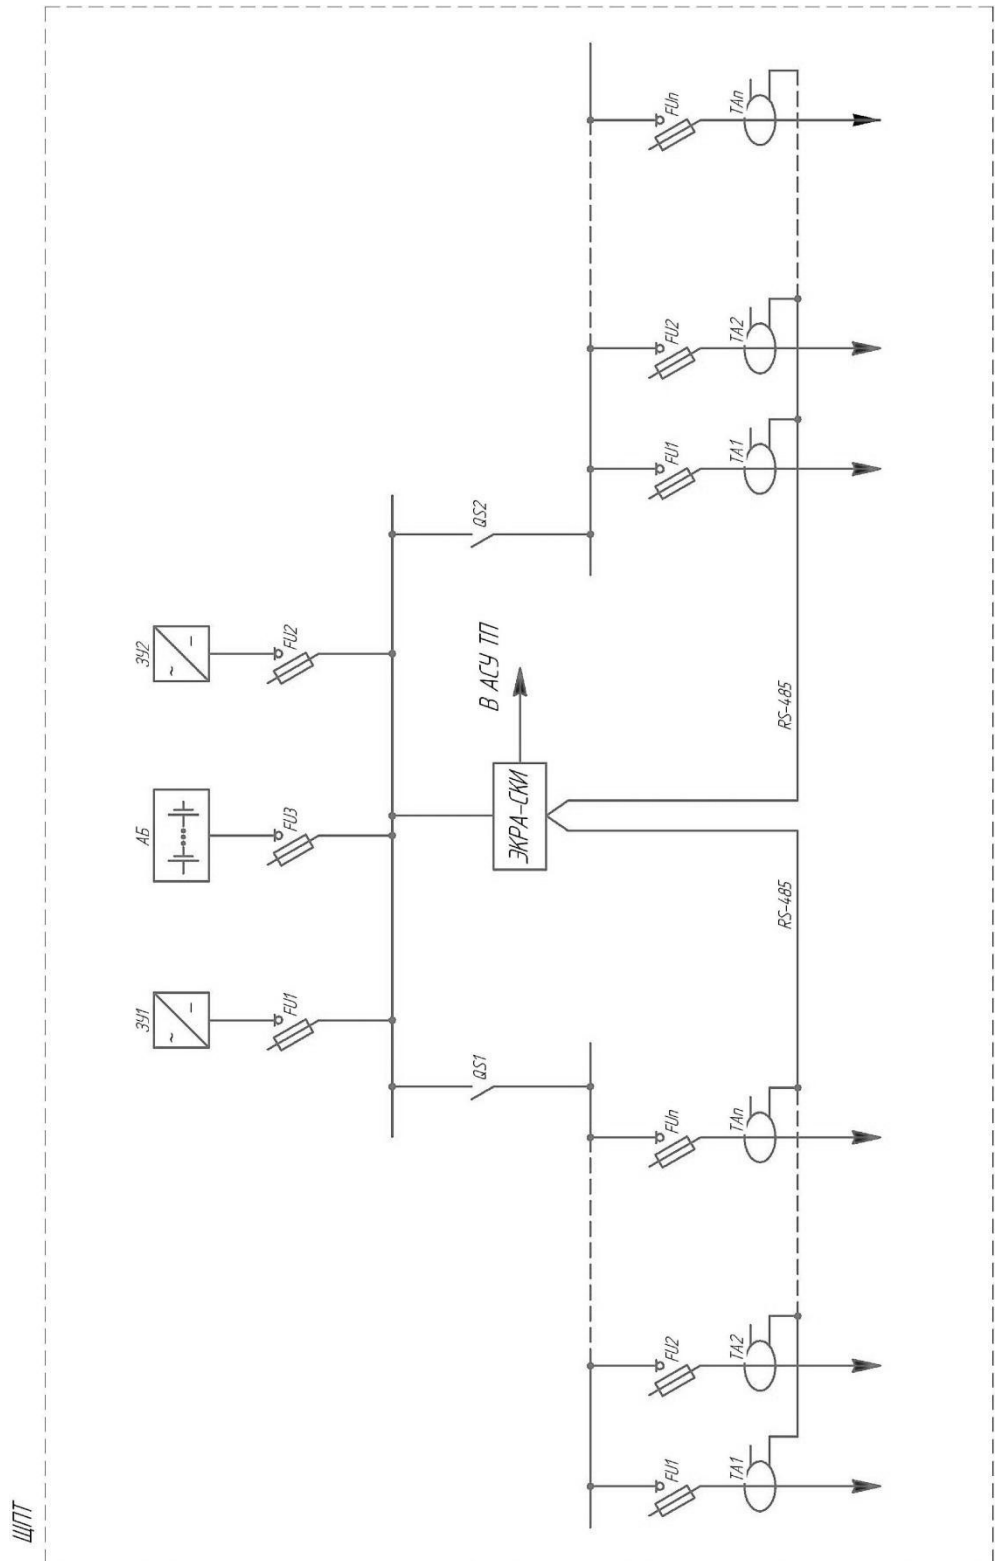 ЩПТ
ЗУ1
АБ
ЗУ2
FU1
FU3
FU2
QS1
QS2
ЭКРА-СКИ
В АСУ ТП
FU1
FU2
FUn
FU1
FU2
FUn
TA1
TA2
TAn
TA1
TA2
TAn
RS-485
RS-485